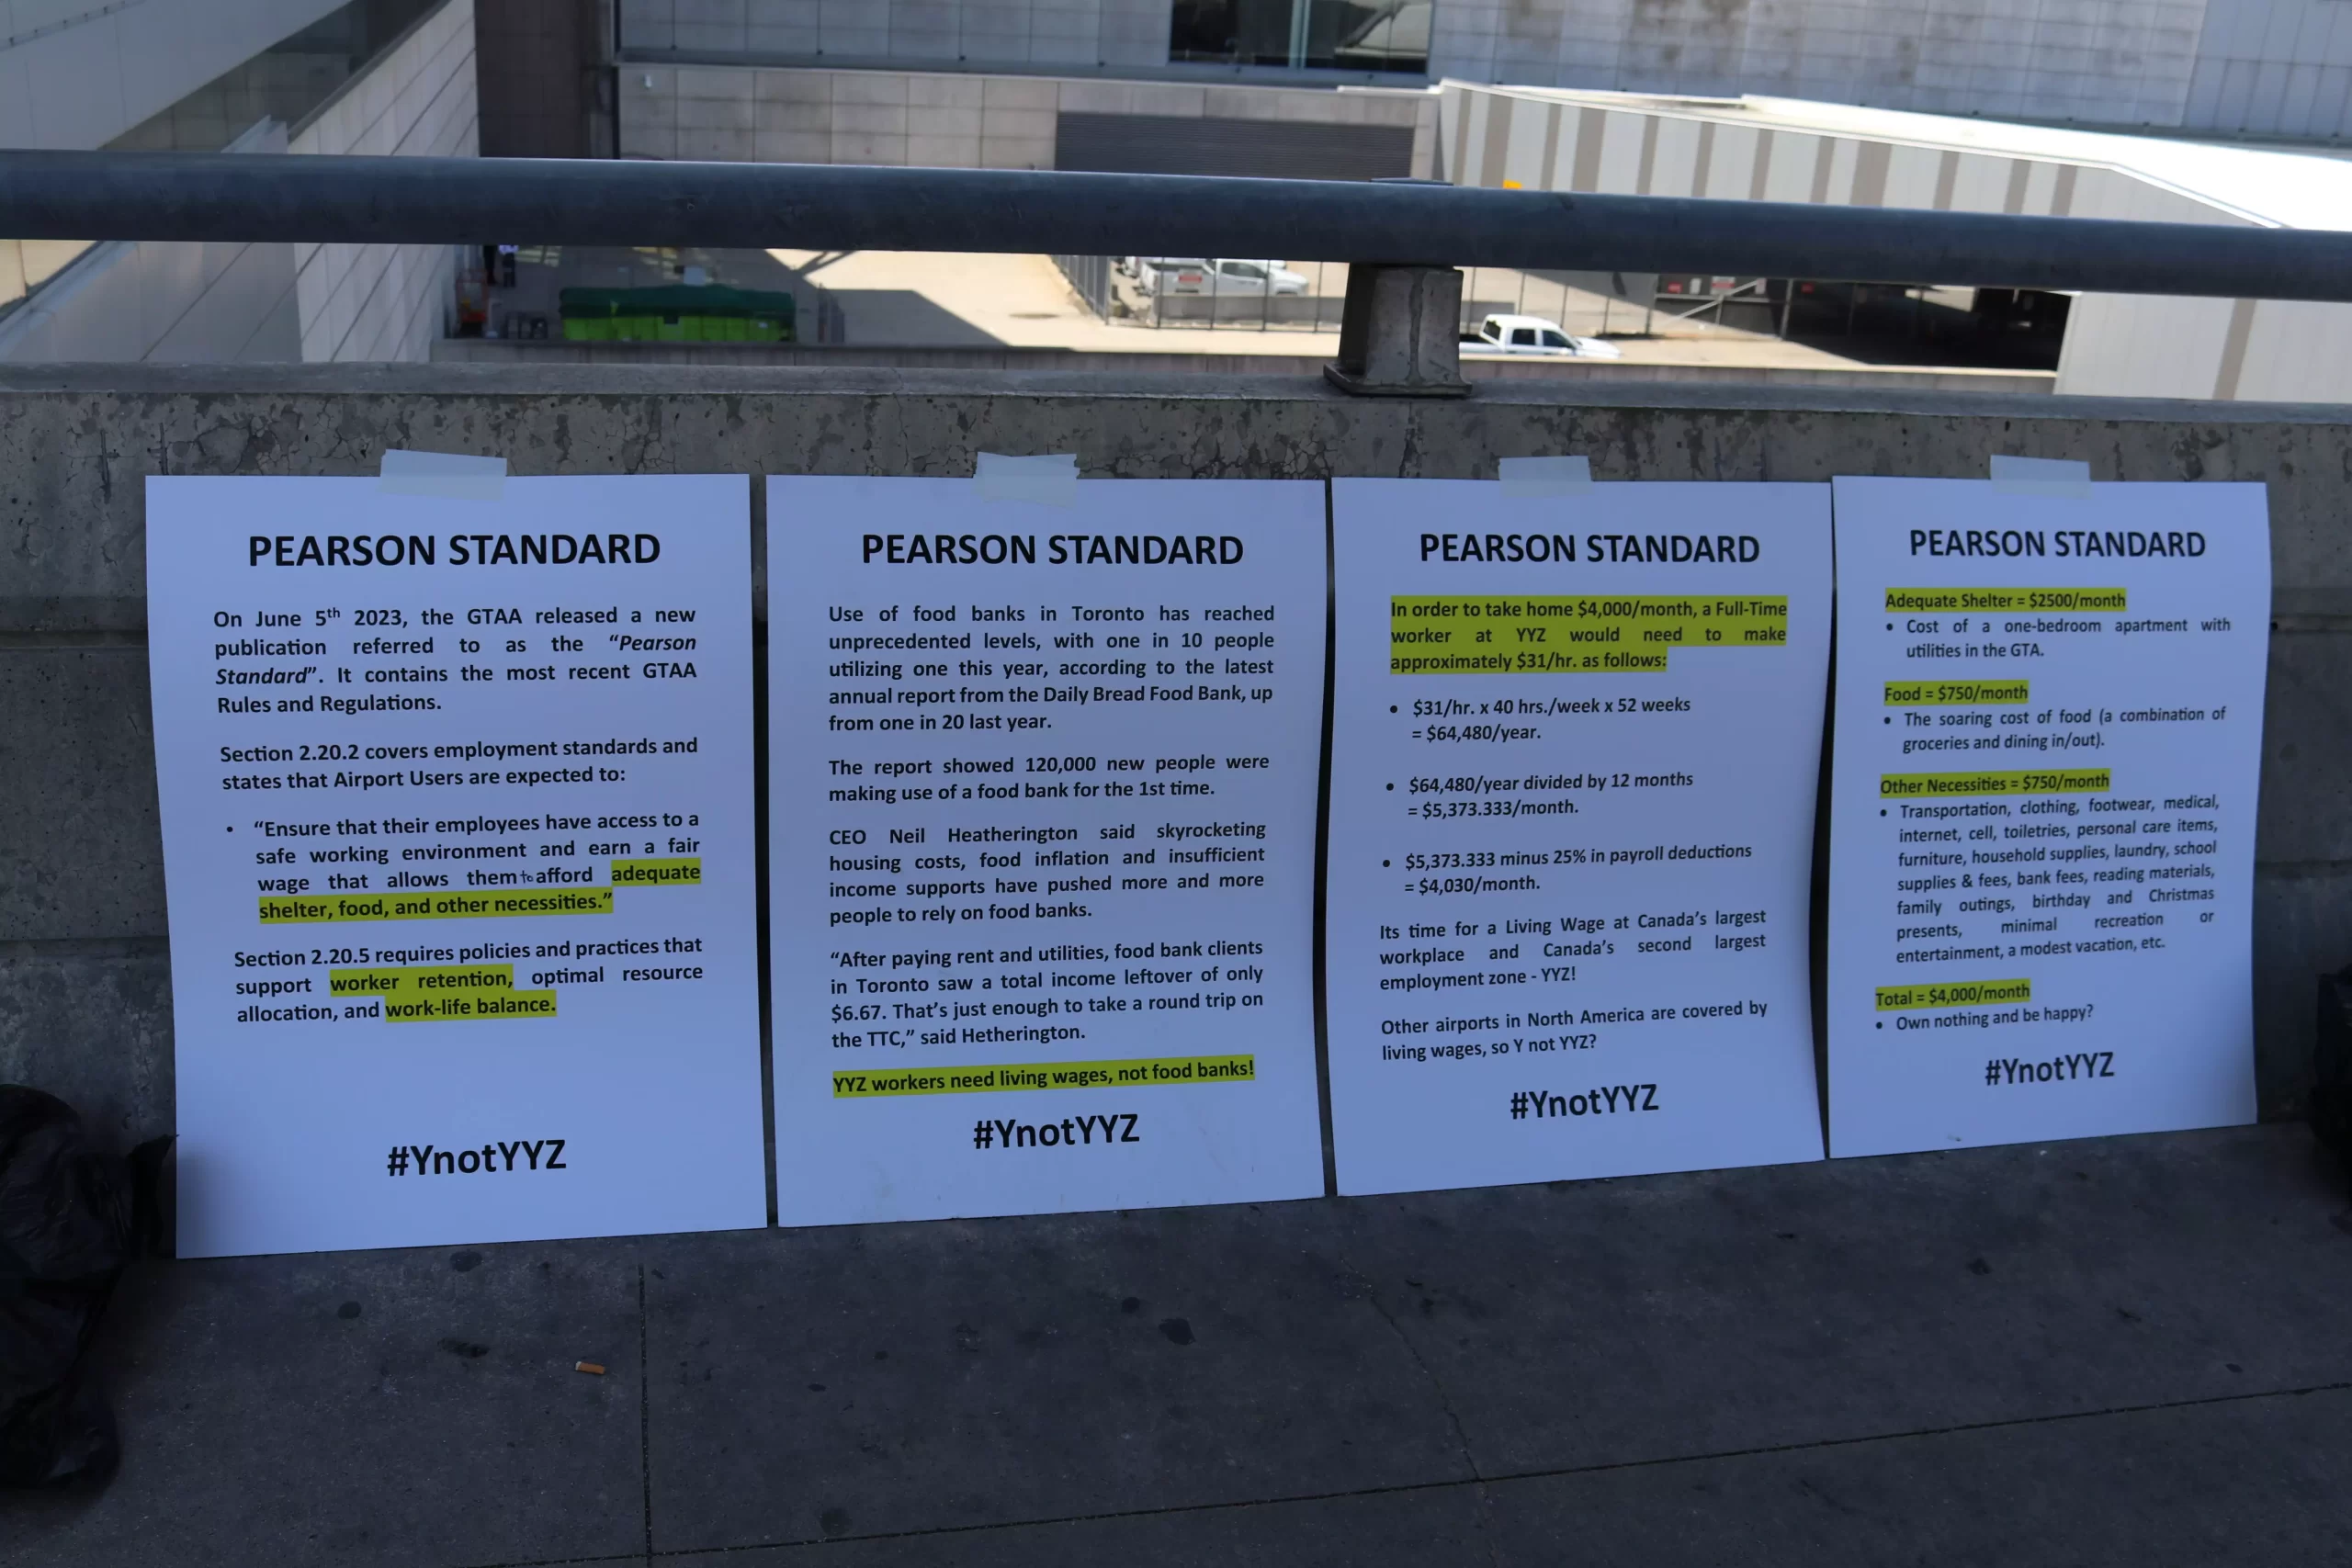 PEARSON STANDARD
On June 5th 2023, the GTAA released a new
publication referred to as the “Pearson
Standard”. It contains the most recent GTAA
Rules and Regulations.
Section 2.20.2 covers employment standards and
states that Airport Users are expected to:
• “Ensure that their employees have access to a
safe working environment and earn a fair
wage that allows them to afford adequate
shelter, food, and other necessities.”
Section 2.20.5 requires policies and practices that
support worker retention, optimal resource
allocation, and work-life balance.
#YnotYYZ
PEARSON STANDARD
Use of food banks in Toronto has reached
unprecedented levels, with one in 10 people
utilizing one this year, according to the latest
annual report from the Daily Bread Food Bank, up
from one in 20 last year.
The report showed 120,000 new people were
making use of a food bank for the 1st time.
CEO Neil Heatherington said skyrocketing
housing costs, food inflation and insufficient
income supports have pushed more and more
people to rely on food banks.
“After paying rent and utilities, food bank clients
in Toronto saw a total income leftover of only
$6.67. That’s just enough to take a round trip on
the TTC,” said Hetherington.
YYZ workers need living wages, not food banks!
#YnotYYZ
PEARSON STANDARD
In order to take home $4,000/month, a Full-Time
worker at YYZ would need to make
approximately $31/hr. as follows:
• $31/hr. x 40 hrs./week x 52 weeks
= $64,480/year.
• $64,480/year divided by 12 months
= $5,373.333/month.
• $5,373.333 minus 25% in payroll deductions
= $4,030/month.
Its time for a Living Wage at Canada’s largest
workplace and Canada’s second largest
employment zone - YYZ!
Other airports in North America are covered by
living wages, so Y not YYZ?
#YnotYYZ
PEARSON STANDARD
Adequate Shelter = $2500/month
• Cost of a one-bedroom apartment with
utilities in the GTA.
Food = $750/month
• The soaring cost of food (a combination of
groceries and dining in/out).
Other Necessities = $750/month
• Transportation, clothing, footwear, medical,
internet, cell, toiletries, personal care items,
furniture, household supplies, laundry, school
supplies & fees, bank fees, reading materials,
family outings, birthday and Christmas
presents, minimal recreation or
entertainment, a modest vacation, etc.
Total = $4,000/month
• Own nothing and be happy?
#YnotYYZ